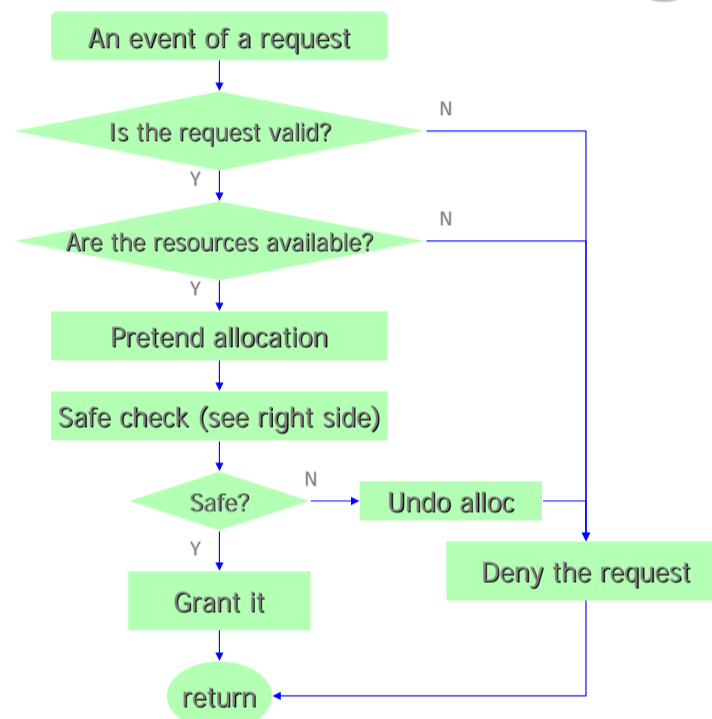 An event of a request
N
Is the request valid?
Y
N
Are the resources available?
Y
Pretend allocation
Safe check (see right side)
N
Safe?
Undo alloc
Y
Deny the request
Grant it
return